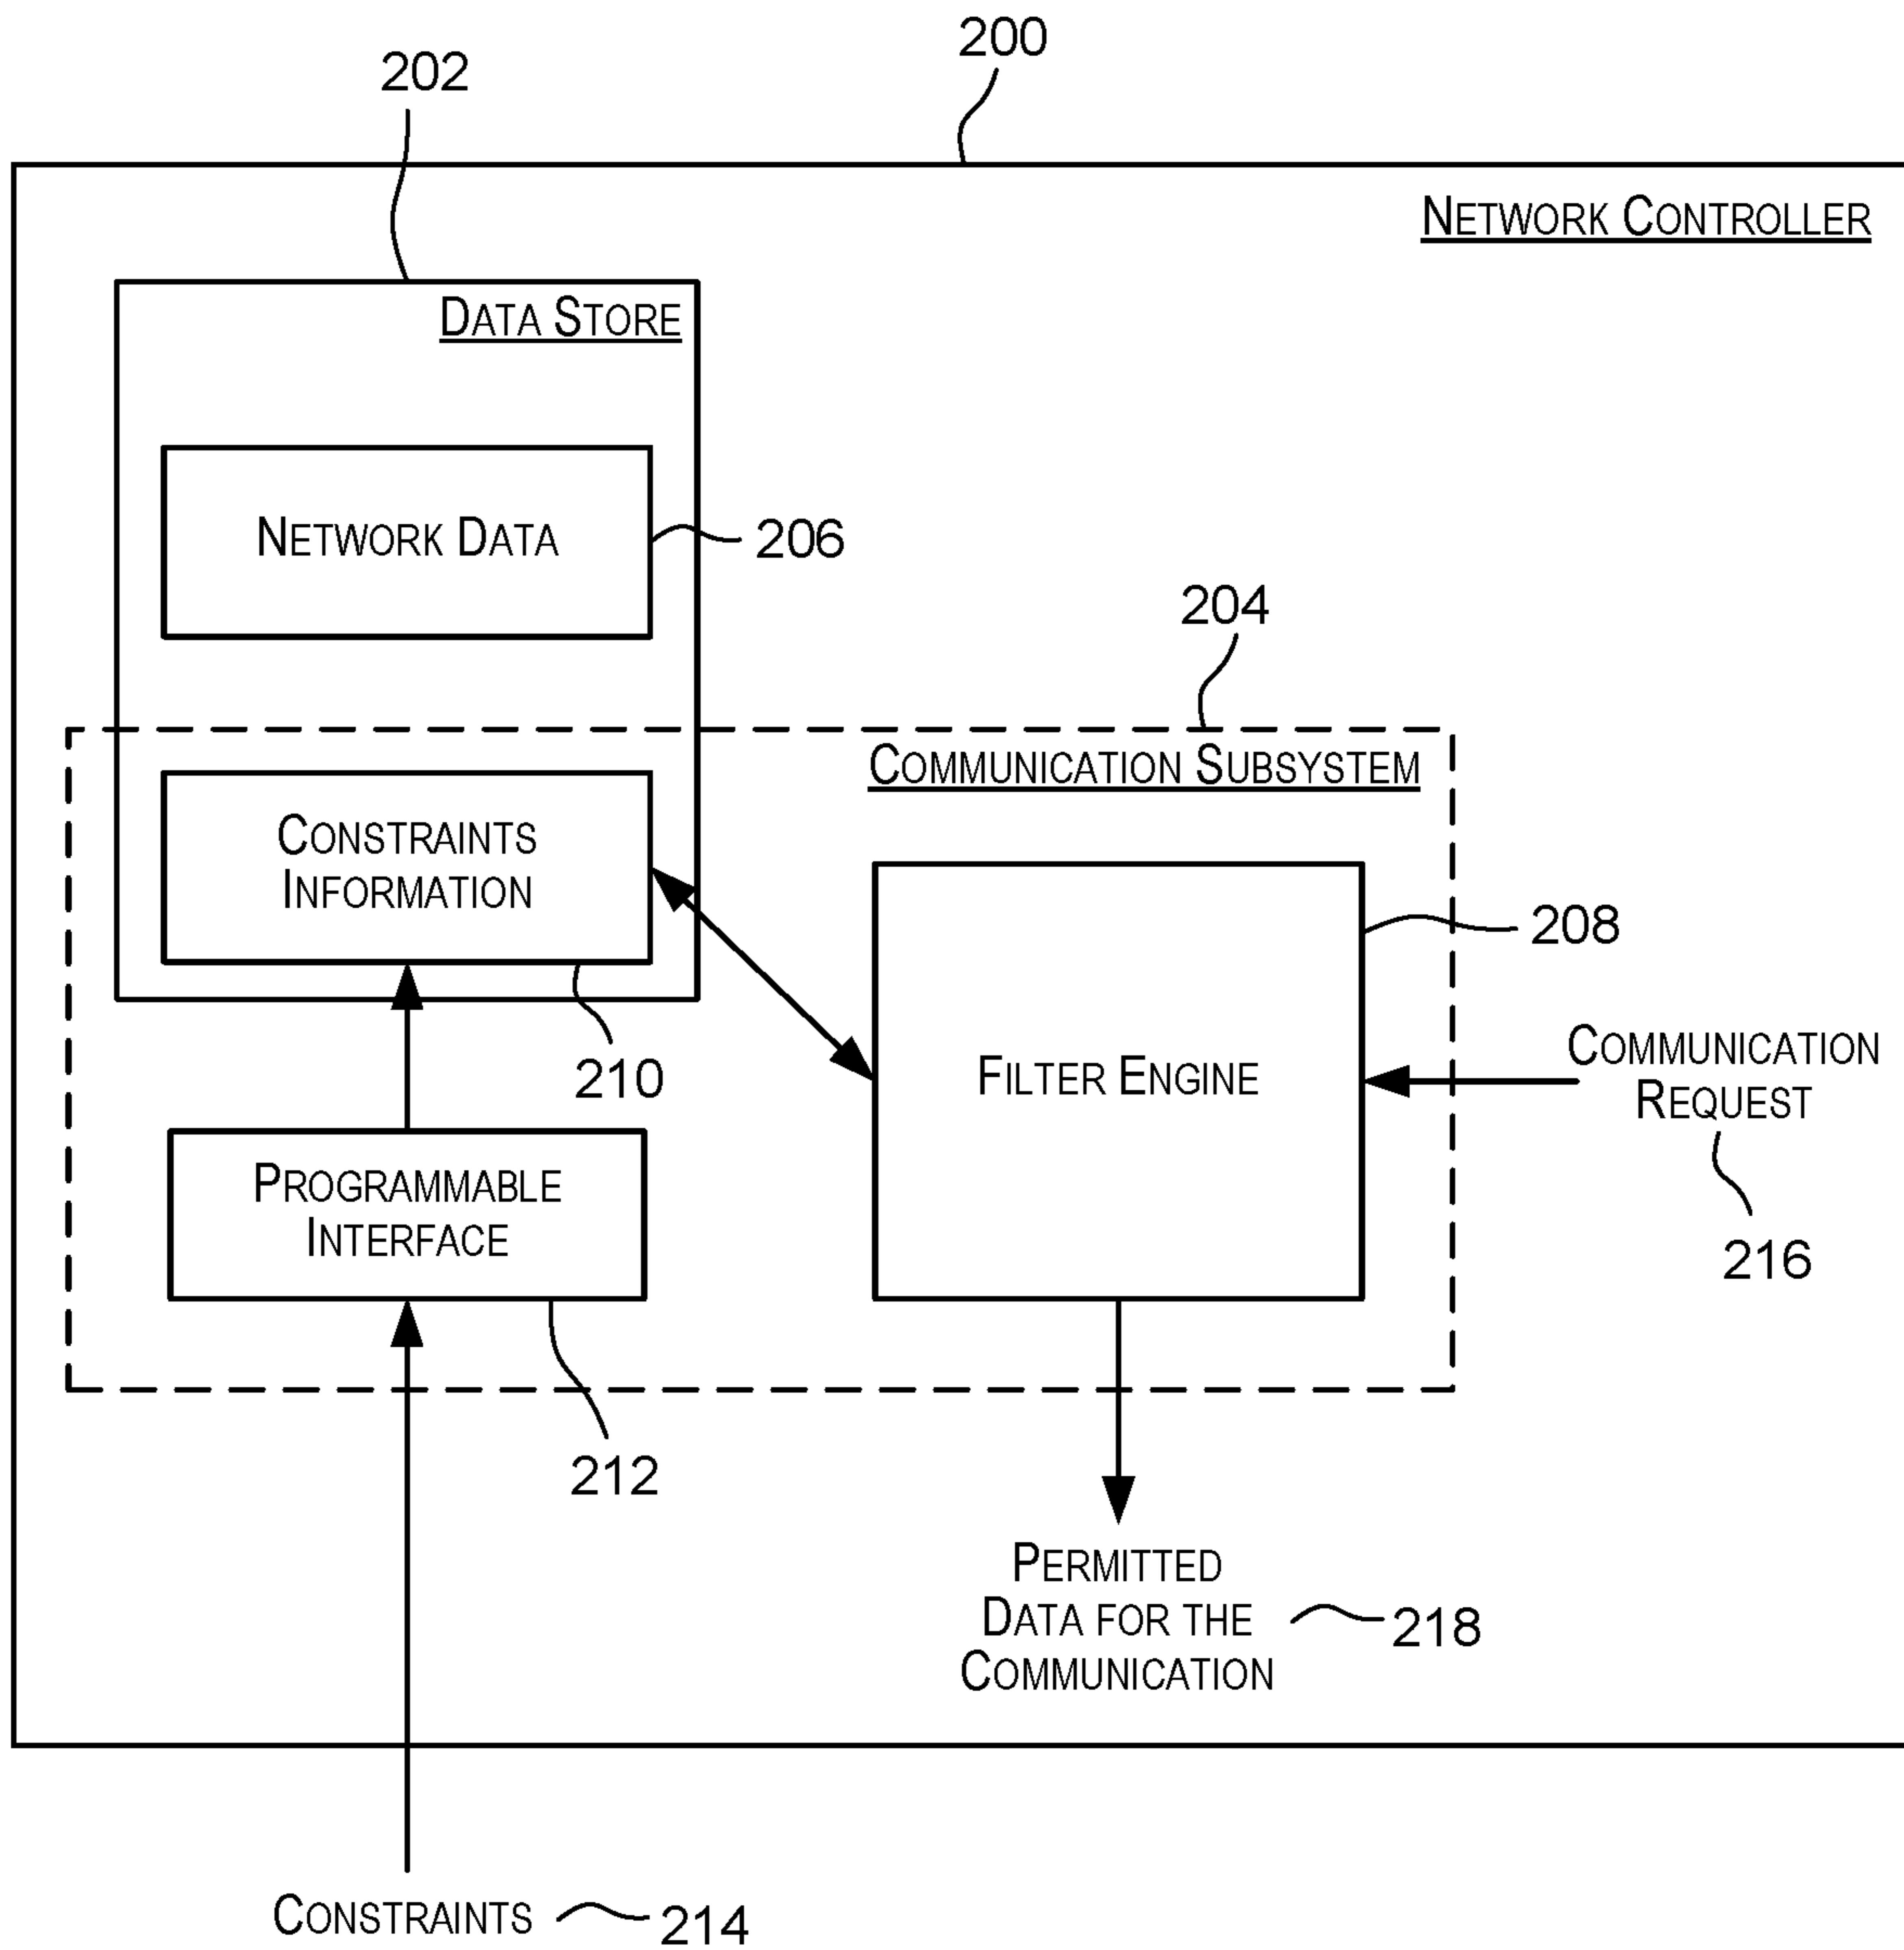 200
202
NETWORK CONTROLLER
DATA STORE
NETWORK DATA
206
204
COMMUNICATION SUBSYSTEM
CONSTRAINTS
INFORMATION
208
210
FILTER ENGINE
COMMUNICATION
REQUEST
216
PROGRAMMABLE
INTERFACE
212
PERMITTED
DATA FOR THE
COMMUNICATION
218
CONSTRAINTS
214